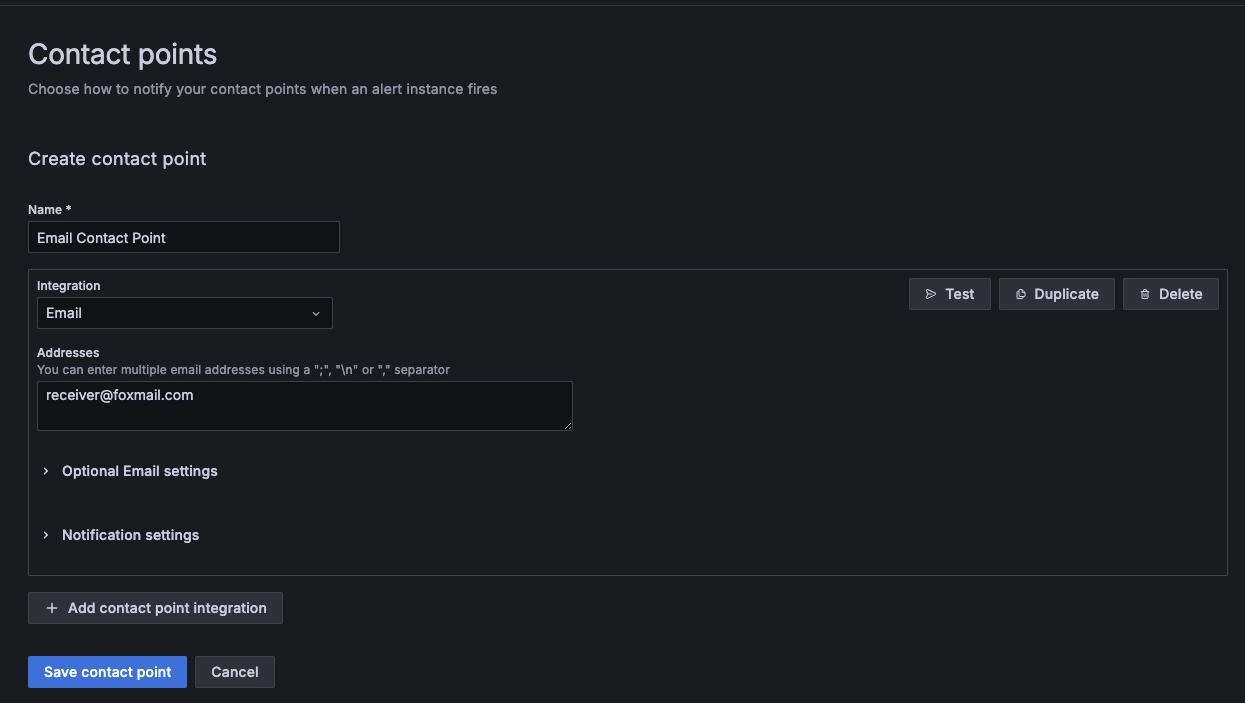 Contact points
Choose how to notify your contact points when an alert instance fires
Create contact point
Name *
Email Contact Point
Integration
Email
Test
Duplicate
Delete
Addresses
You can enter multiple email addresses using a ";", "\n" or "," separator
receiver@foxmail.com
Optional Email settings
Notification settings
Add contact point integration
Save contact point
Cancel